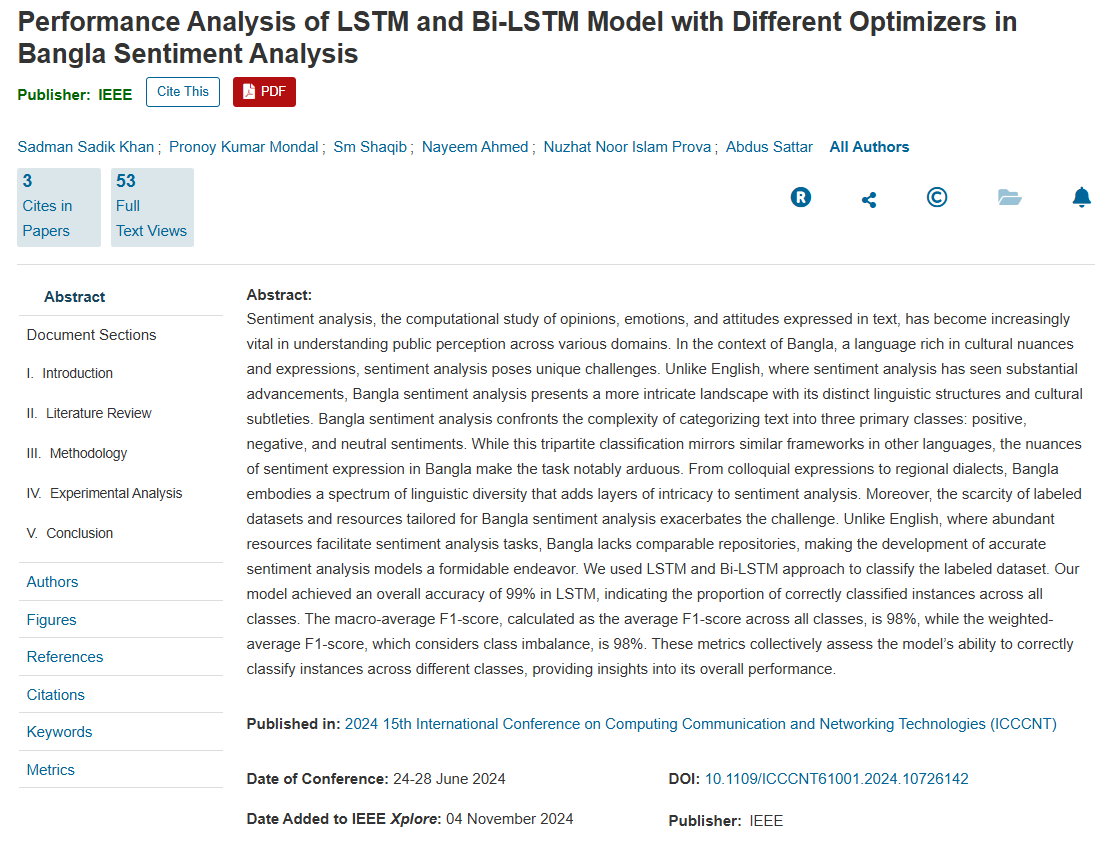 Performance Analysis of LSTM and Bi-LSTM Model with Different Optimizers in
Bangla Sentiment Analysis
Publisher: IEEE Cite This PDF
Sadman Sadik Khan ; Pronoy Kumar Mondal ; Sm Shaqib ; Nayeem Ahmed ; Nuzhat Noor Islam Prova ; Abdus Sattar All Authors
3
Cites in
Papers
53
Full
Text Views
Abstract
Document Sections
I. Introduction
II. Literature Review
III. Methodology
IV. Experimental Analysis
V. Conclusion
Authors
Figures
References
Citations
Keywords
Metrics
Abstract:
Sentiment analysis, the computational study of opinions, emotions, and attitudes expressed in text, has become increasingly
vital in understanding public perception across various domains. In the context of Bangla, a language rich in cultural nuances
and expressions, sentiment analysis poses unique challenges. Unlike English, where sentiment analysis has seen substantial
advancements, Bangla sentiment analysis presents a more intricate landscape with its distinct linguistic structures and cultural
subtleties. Bangla sentiment analysis confronts the complexity of categorizing text into three primary classes: positive,
negative, and neutral sentiments. While this tripartite classification mirrors similar frameworks in other languages, the nuances
of sentiment expression in Bangla make the task notably arduous. From colloquial expressions to regional dialects, Bangla
embodies a spectrum of linguistic diversity that adds layers of intricacy to sentiment analysis. Moreover, the scarcity of labeled
datasets and resources tailored for Bangla sentiment analysis exacerbates the challenge. Unlike English, where abundant
resources facilitate sentiment analysis tasks, Bangla lacks comparable repositories, making the development of accurate
sentiment analysis models a formidable endeavor. We used LSTM and Bi-LSTM approach to classify the labeled dataset. Our
model achieved an overall accuracy of 99% in LSTM, indicating the proportion of correctly classified instances across all
classes. The macro-average F1-score, calculated as the average F1-score across all classes, is 98%, while the weighted-
average F1-score, which considers class imbalance, is 98%. These metrics collectively assess the model's ability to correctly
classify instances across different classes, providing insights into its overall performance.
Published in: 2024 15th International Conference on Computing Communication and Networking Technologies (ICCCNT)
Date of Conference: 24-28 June 2024
DOI: 10.1109/ICCCNT61001.2024.10726142
Date Added to IEEE Xplore: 04 November 2024
Publisher: IEEE